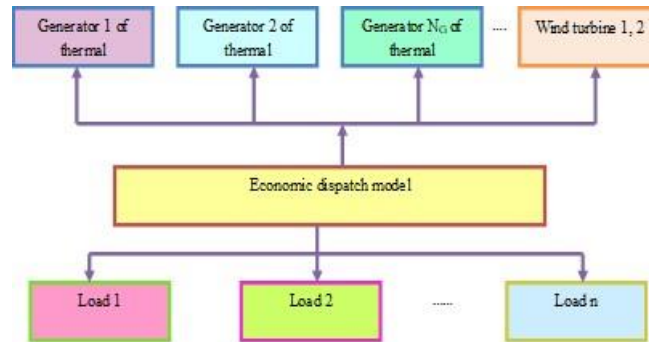 Generator 1 of
thermal
Generator 2 of
thermal
Generator NG of
thermal
....
Wind turbine 1, 2
Economic dispatch model
Load 1
Load 2
......
Load n